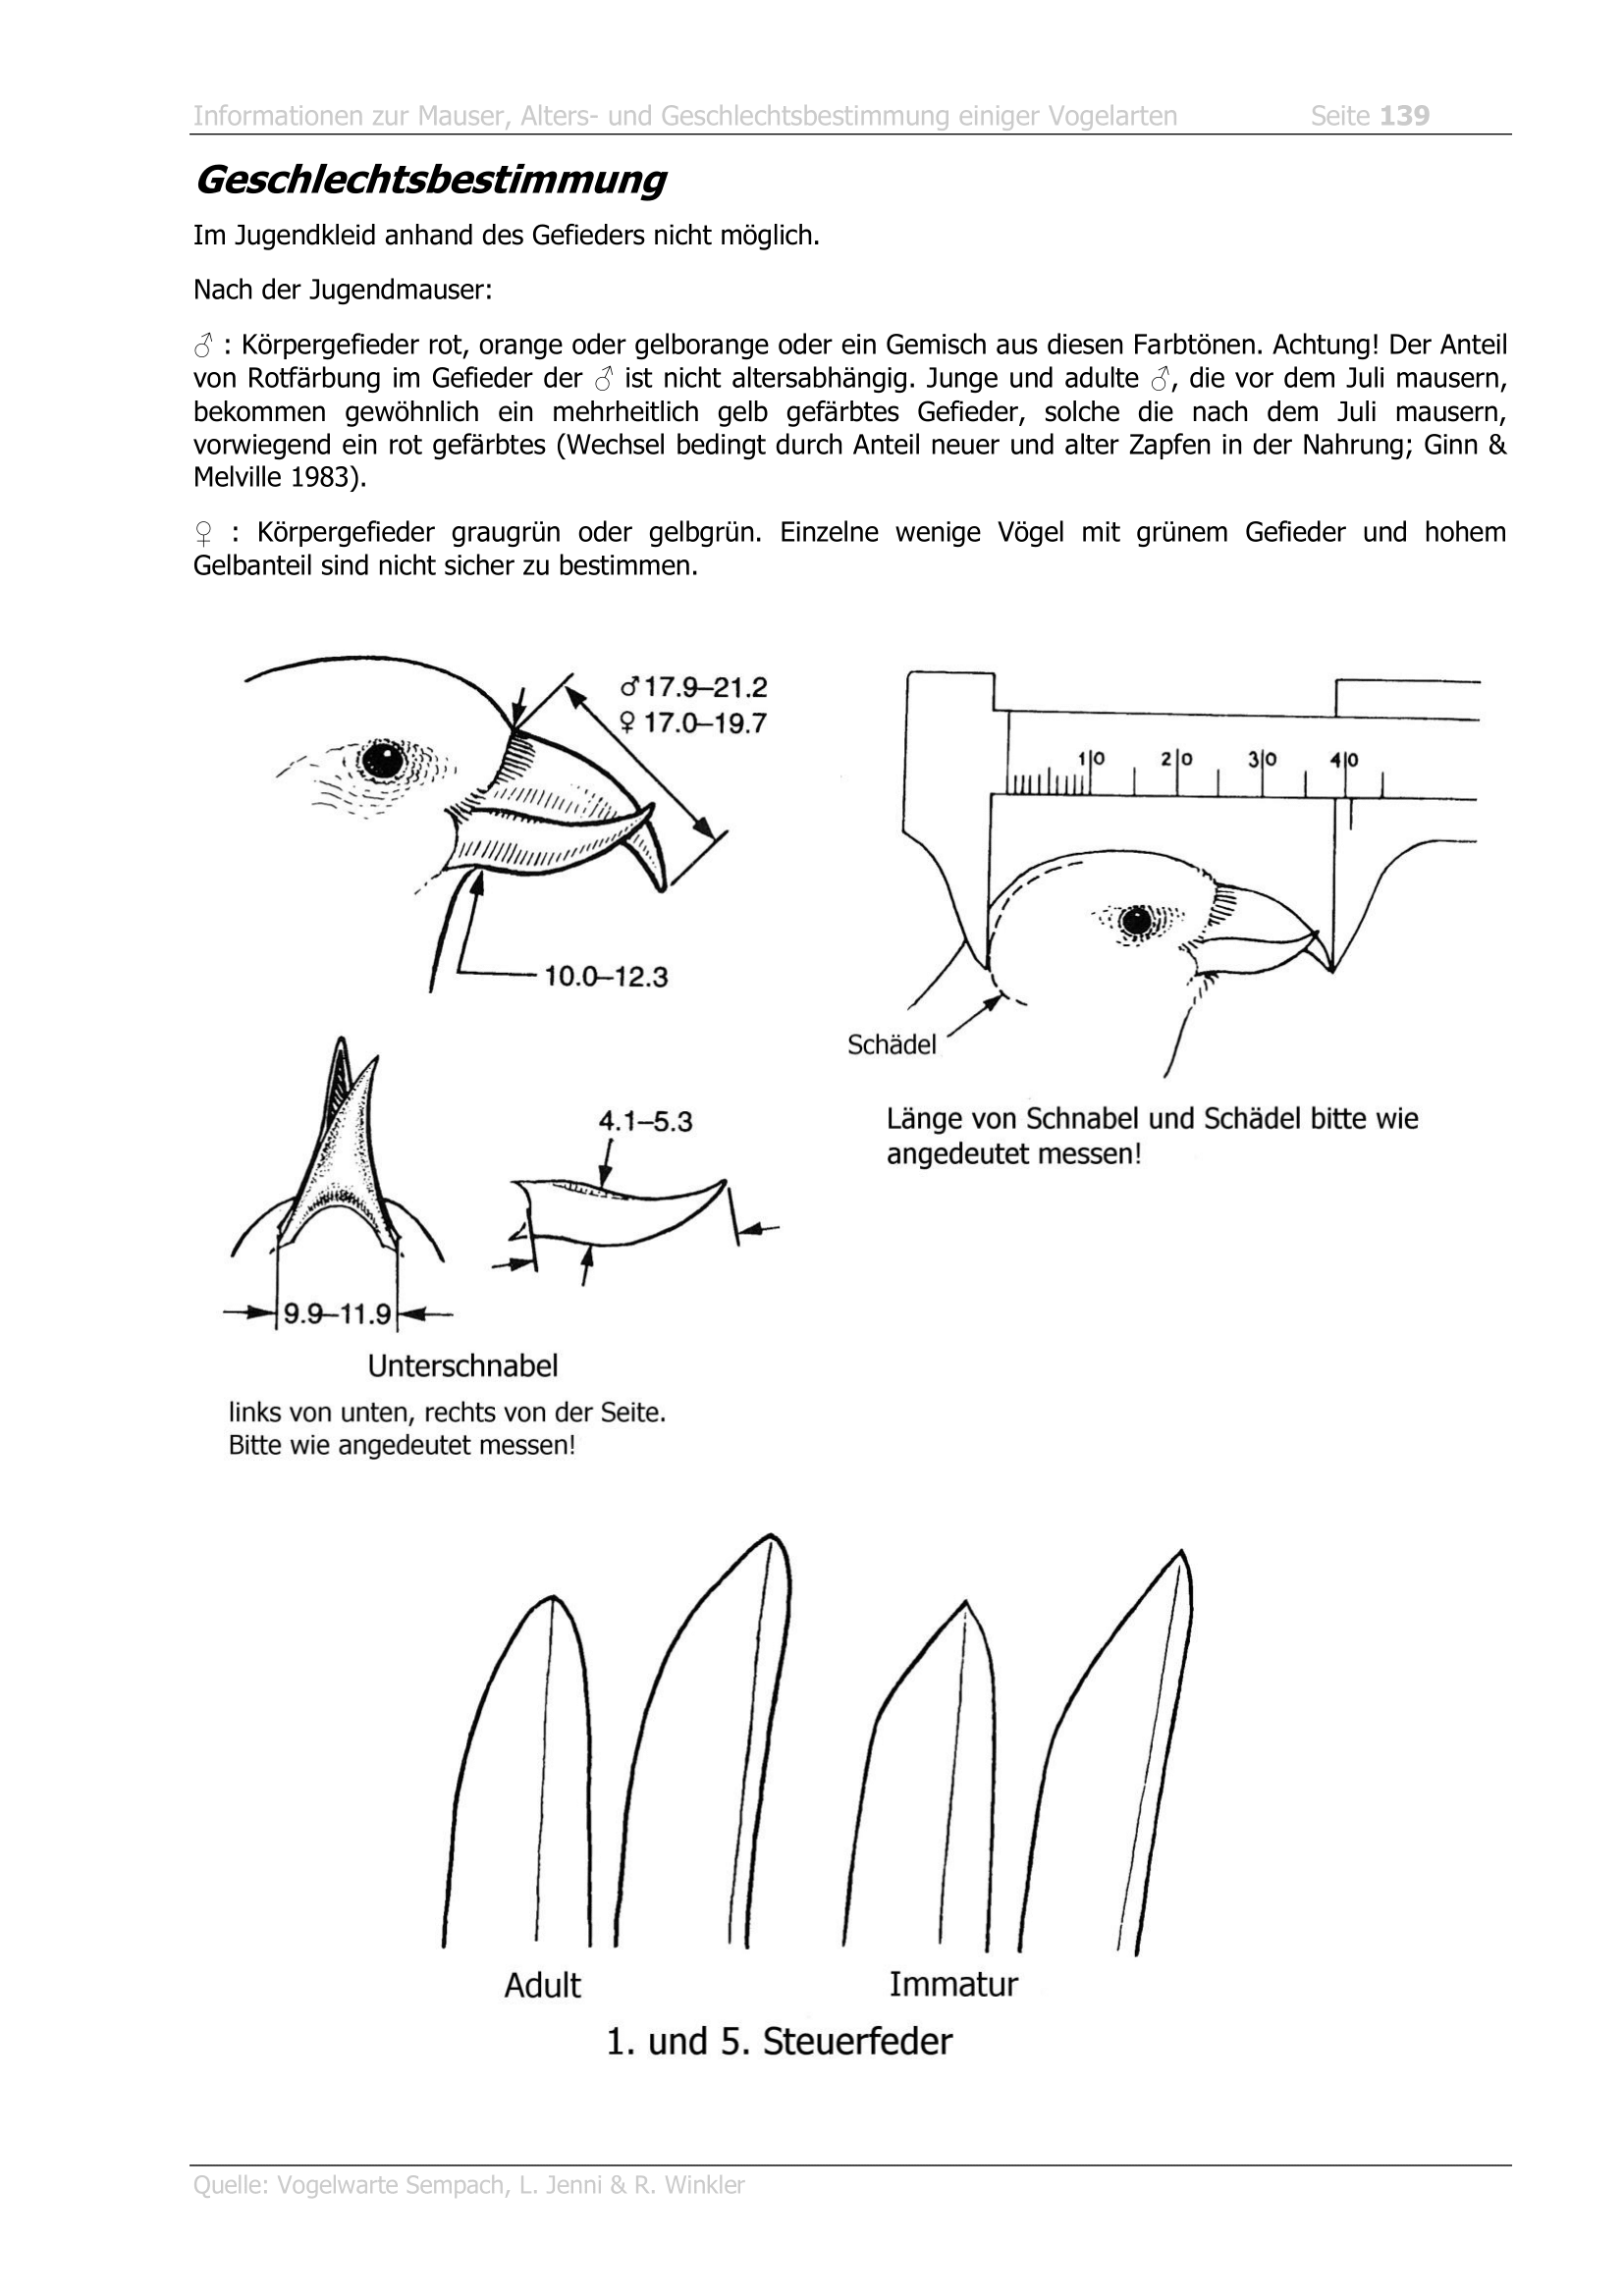 Informationen zur Mauser, Alters- und Geschlechtsbestimmung einiger Vogelarten Seite 139
Geschlechtsbestimmung
Im Jugendkleid anhand des Gefieders nicht möglich.
Nach der Jugendmauser:
♂ : Körpergefieder rot, orange oder gelborange oder ein Gemisch aus diesen Farbtönen. Achtung! Der Anteil
von Rotfärbung im Gefieder der ♂ ist nicht altersabhängig. Junge und adulte ♂, die vor dem Juli mausern,
bekommen gewöhnlich ein mehrheitlich gelb gefärbtes Gefieder, solche die nach dem Juli mausern,
vorwiegend ein rot gefärbtes (Wechsel bedingt durch Anteil neuer und alter Zapfen in der Nahrung; Ginn &
Melville 1983).
♀ : Körpergefieder graugrün oder gelbgrün. Einzelne wenige Vögel mit grünem Gefieder und hohem
Gelbanteil sind nicht sicher zu bestimmen.
♂ 17.9–21.2
♀ 17.0–19.7
10.0–12.3
10 20 30 40
Schädel
Länge von Schnabel und Schädel bitte wie
angedeutet messen!
4.1–5.3
9.9–11.9
Unterschnabel
links von unten, rechts von der Seite.
Bitte wie angedeutet messen!
Adult
Immatur
1. und 5. Steuerfeder
Quelle: Vogelwarte Sempach, L. Jenni & R. Winkler